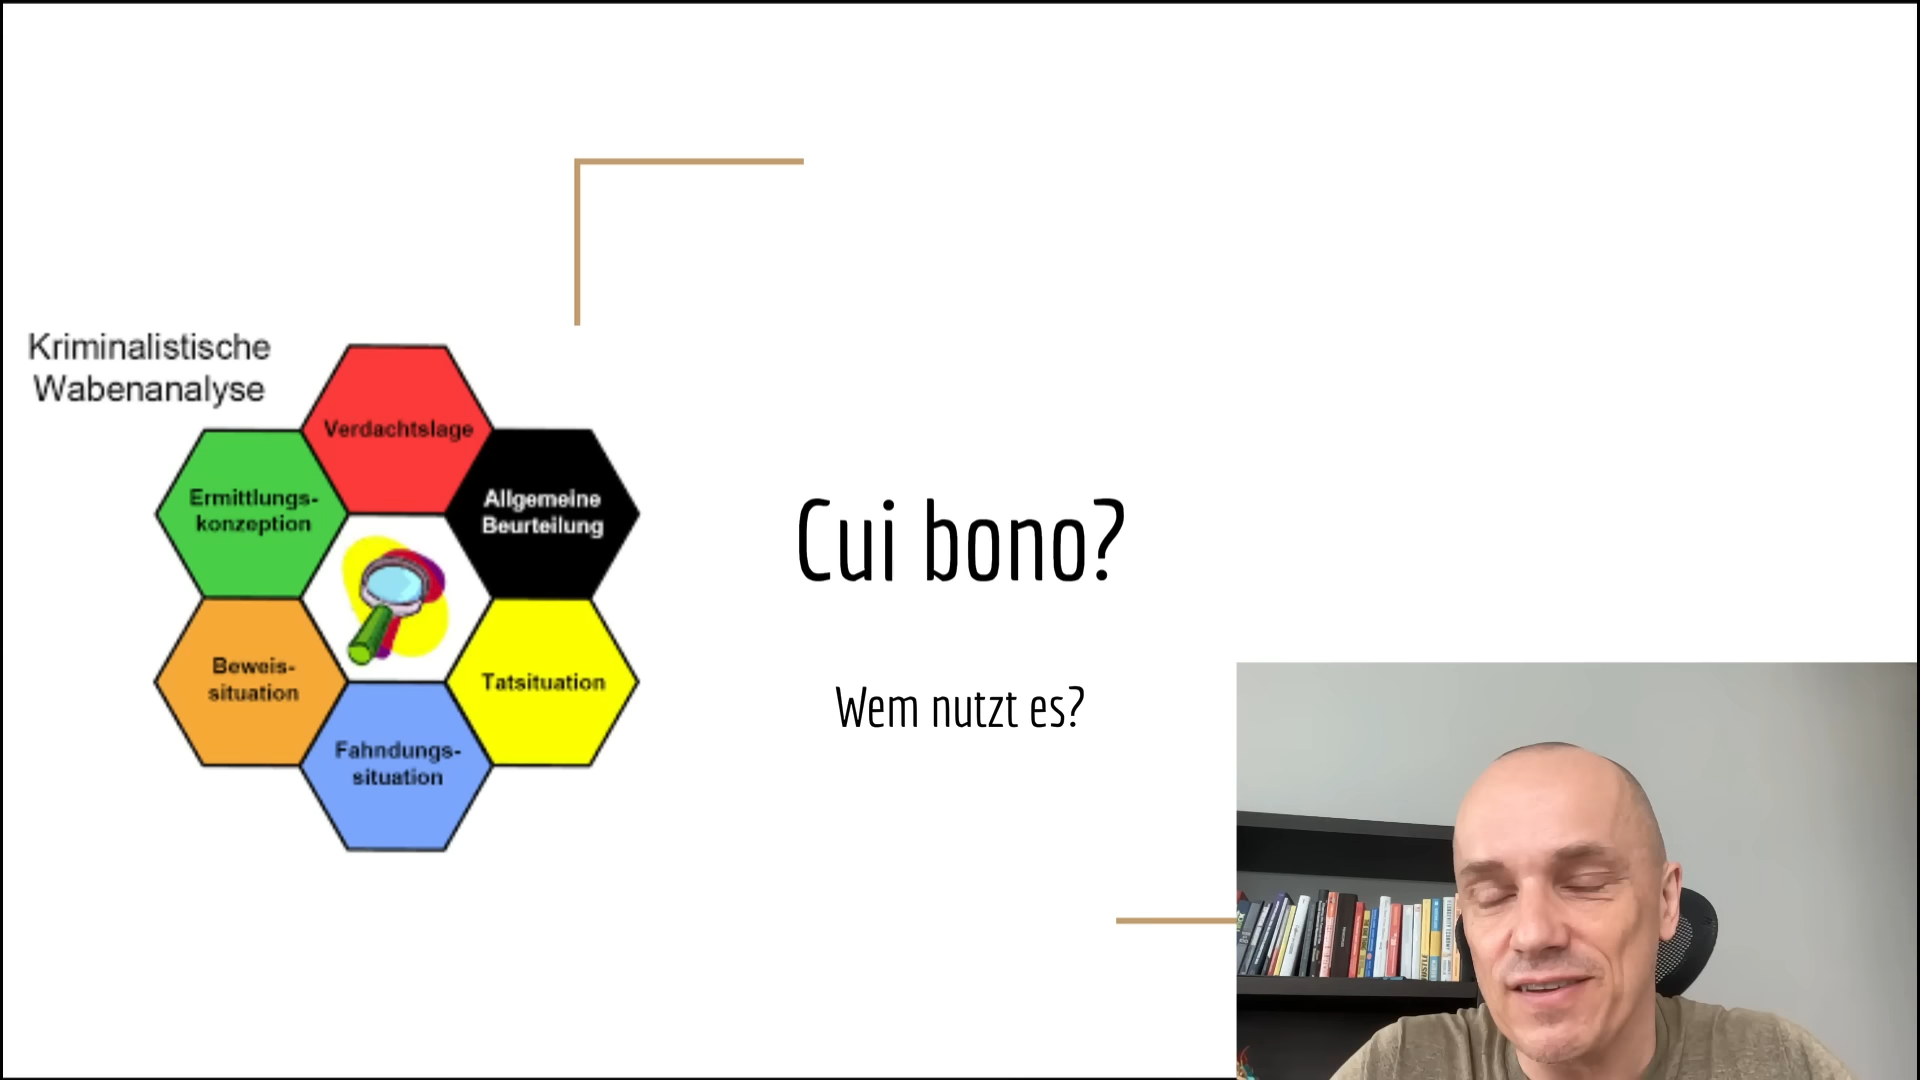 Kriminalistische
Wabenanalyse
Verdachtslage
Ermittlungs-
konzeption
Allgemeine
Beurteilung
Beweis-
situation
Tatsituation
Fahndungs-
situation
Cui bono?
Wem nutzt es?